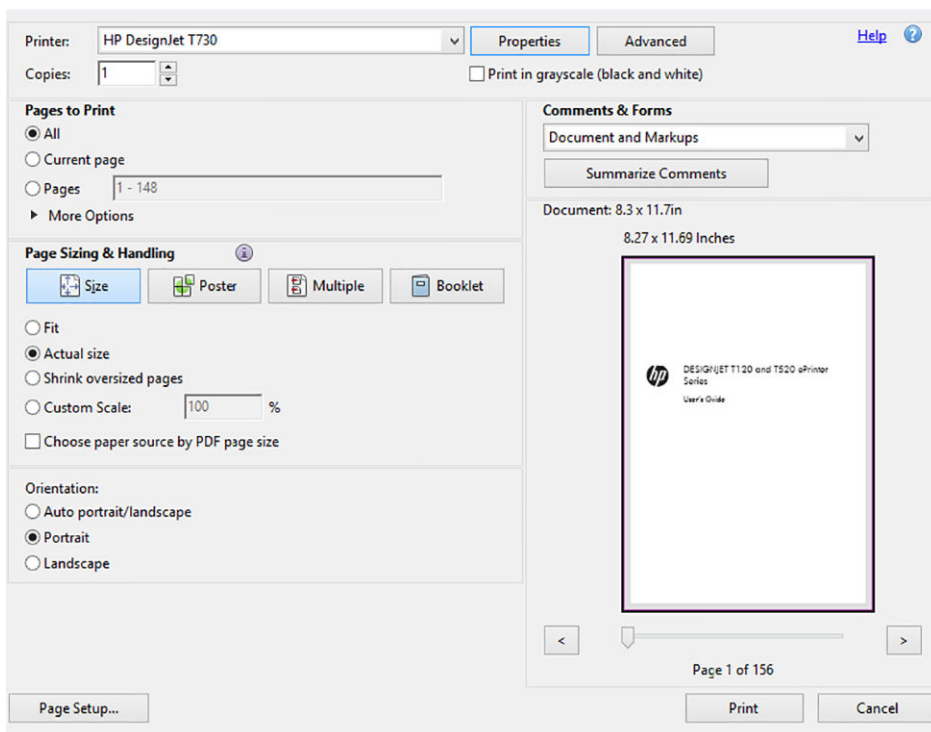 Printer: HP DesignJet T730 Properties Advanced Help ?
Copies: 1 Print in grayscale (black and white)
Pages to Print
All
Current page
Pages 1 - 148
More Options
Comments & Forms
Document and Markups
Summarize Comments
Page Sizing & Handling
Size Poster Multiple Booklet
Fit
Actual size
Shrink oversized pages
Custom Scale: 100 %
Choose paper source by PDF page size
Orientation:
Auto portrait/landscape
Portrait
Landscape
Document: 8.3 x 11.7in
8.27 x 11.69 Inches
hp
DESIGNJET T120 and T520 ePrinter
Series
User's Guide
< >
Page 1 of 156
Page Setup... Print Cancel